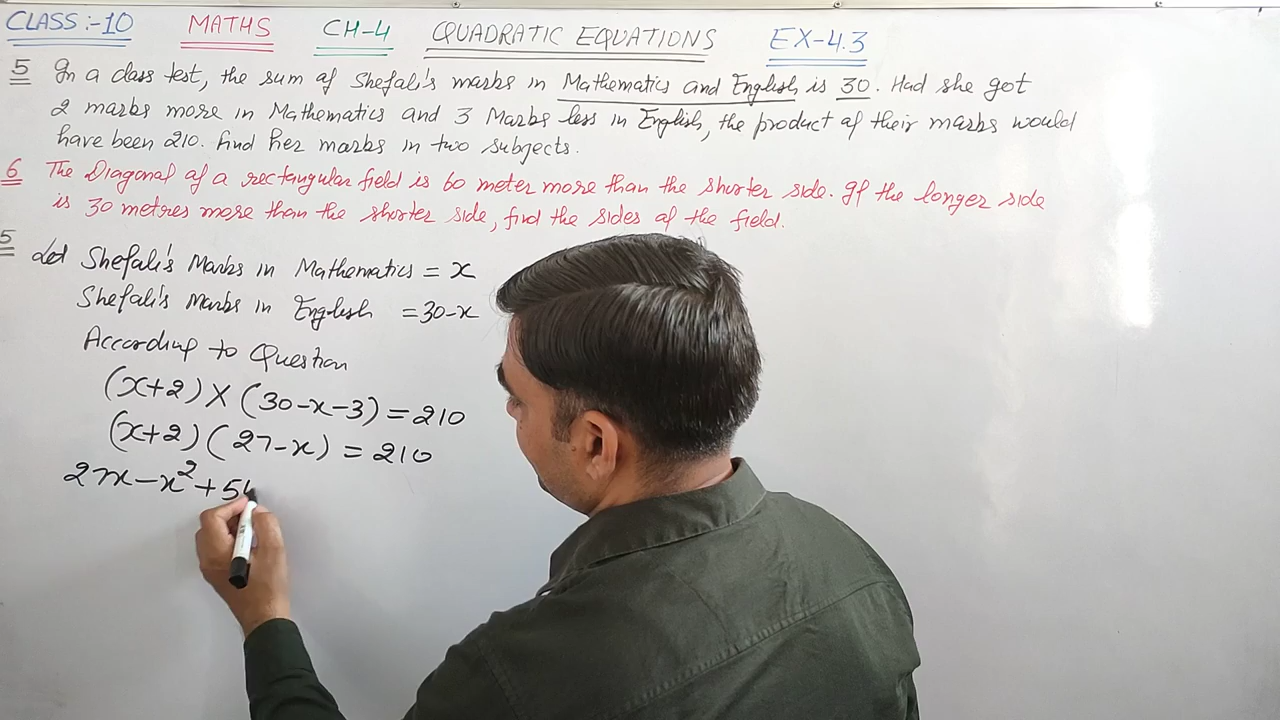 CLASS:-10 MATHS CH-4 QUADRATIC EQUATIONS EX-4.3
5 In a class test, the sum of Shefali's marks in Mathematics and English is 30. Had she got
2 marks more in Mathematics and 3 Marks less in English, the product of their marks would
have been 210. find her marks in two subjects.
6 The Diagonal of a rectangular field is 60 meter more than the shorter side. If the longer side
is 30 metres more than the shorter side, find the sides of the field.
5 Let Shefali's Marks in Mathematics = x
Shefali's Marks in English = 30-x
According to Question
(x+2) X (30-x-3) = 210
(x+2) (27-x) = 210
27x-x²+54